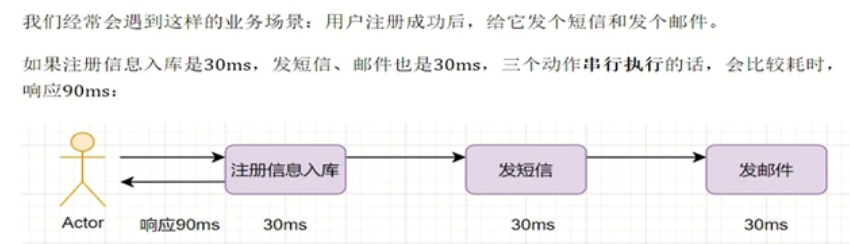 我们经常会遇到这样的业务场景：用户注册成功后，给它发个短信和发个邮件。
如果注册信息入库是30ms，发短信、邮件也是30ms，三个动作串行执行的话，会比较耗时，
响应90ms：
注册信息入库
发短信
发邮件
Actor
响应90ms
30ms
30ms
30ms